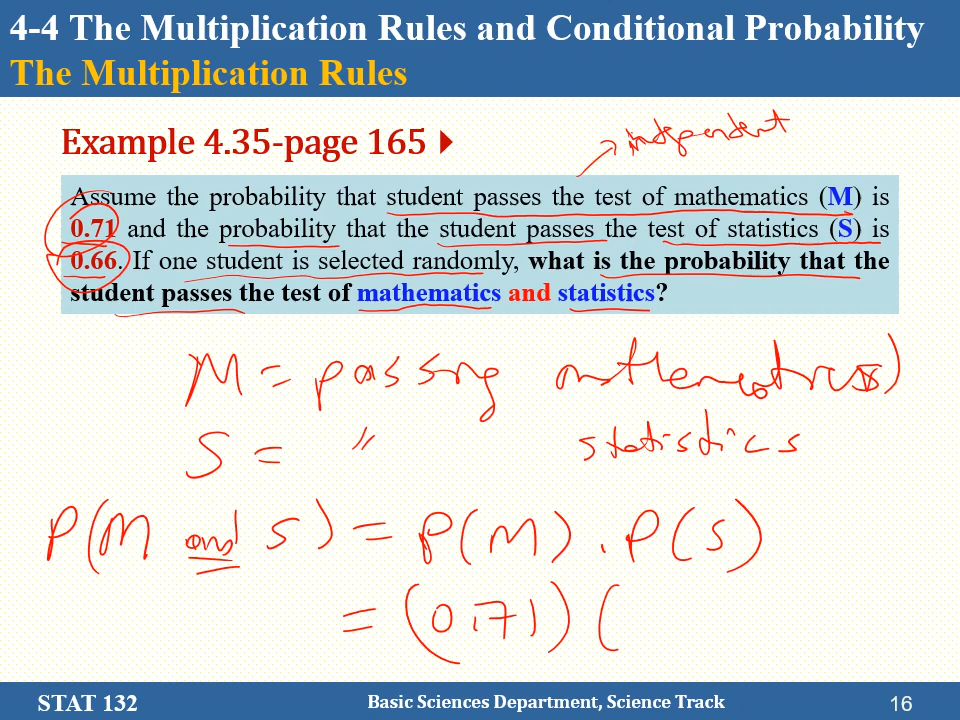 4-4 The Multiplication Rules and Conditional Probability
The Multiplication Rules
Example 4.35-page 165
independent
Assume the probability that student passes the test of mathematics (M) is
0.71 and the probability that the student passes the test of statistics (S) is
0.66. If one student is selected randomly, what is the probability that the
student passes the test of mathematics and statistics?
M = passing mathematics
S = " statistics
P(M and S) = P(M) . P(S)
= (0.71) (
STAT 132
Basic Sciences Department, Science Track
16